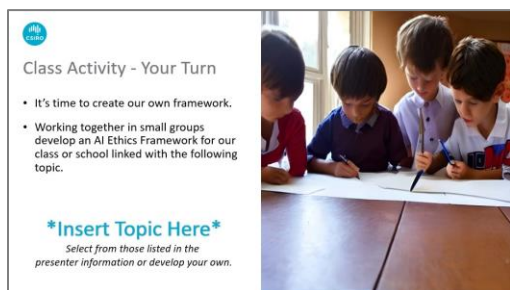 CSIRO
Class Activity - Your Turn
• It's time to create our own framework.
• Working together in small groups
develop an AI Ethics Framework for our
class or school linked with the following
topic.
*Insert Topic Here*
Select from those listed in the
presenter information or develop your own.